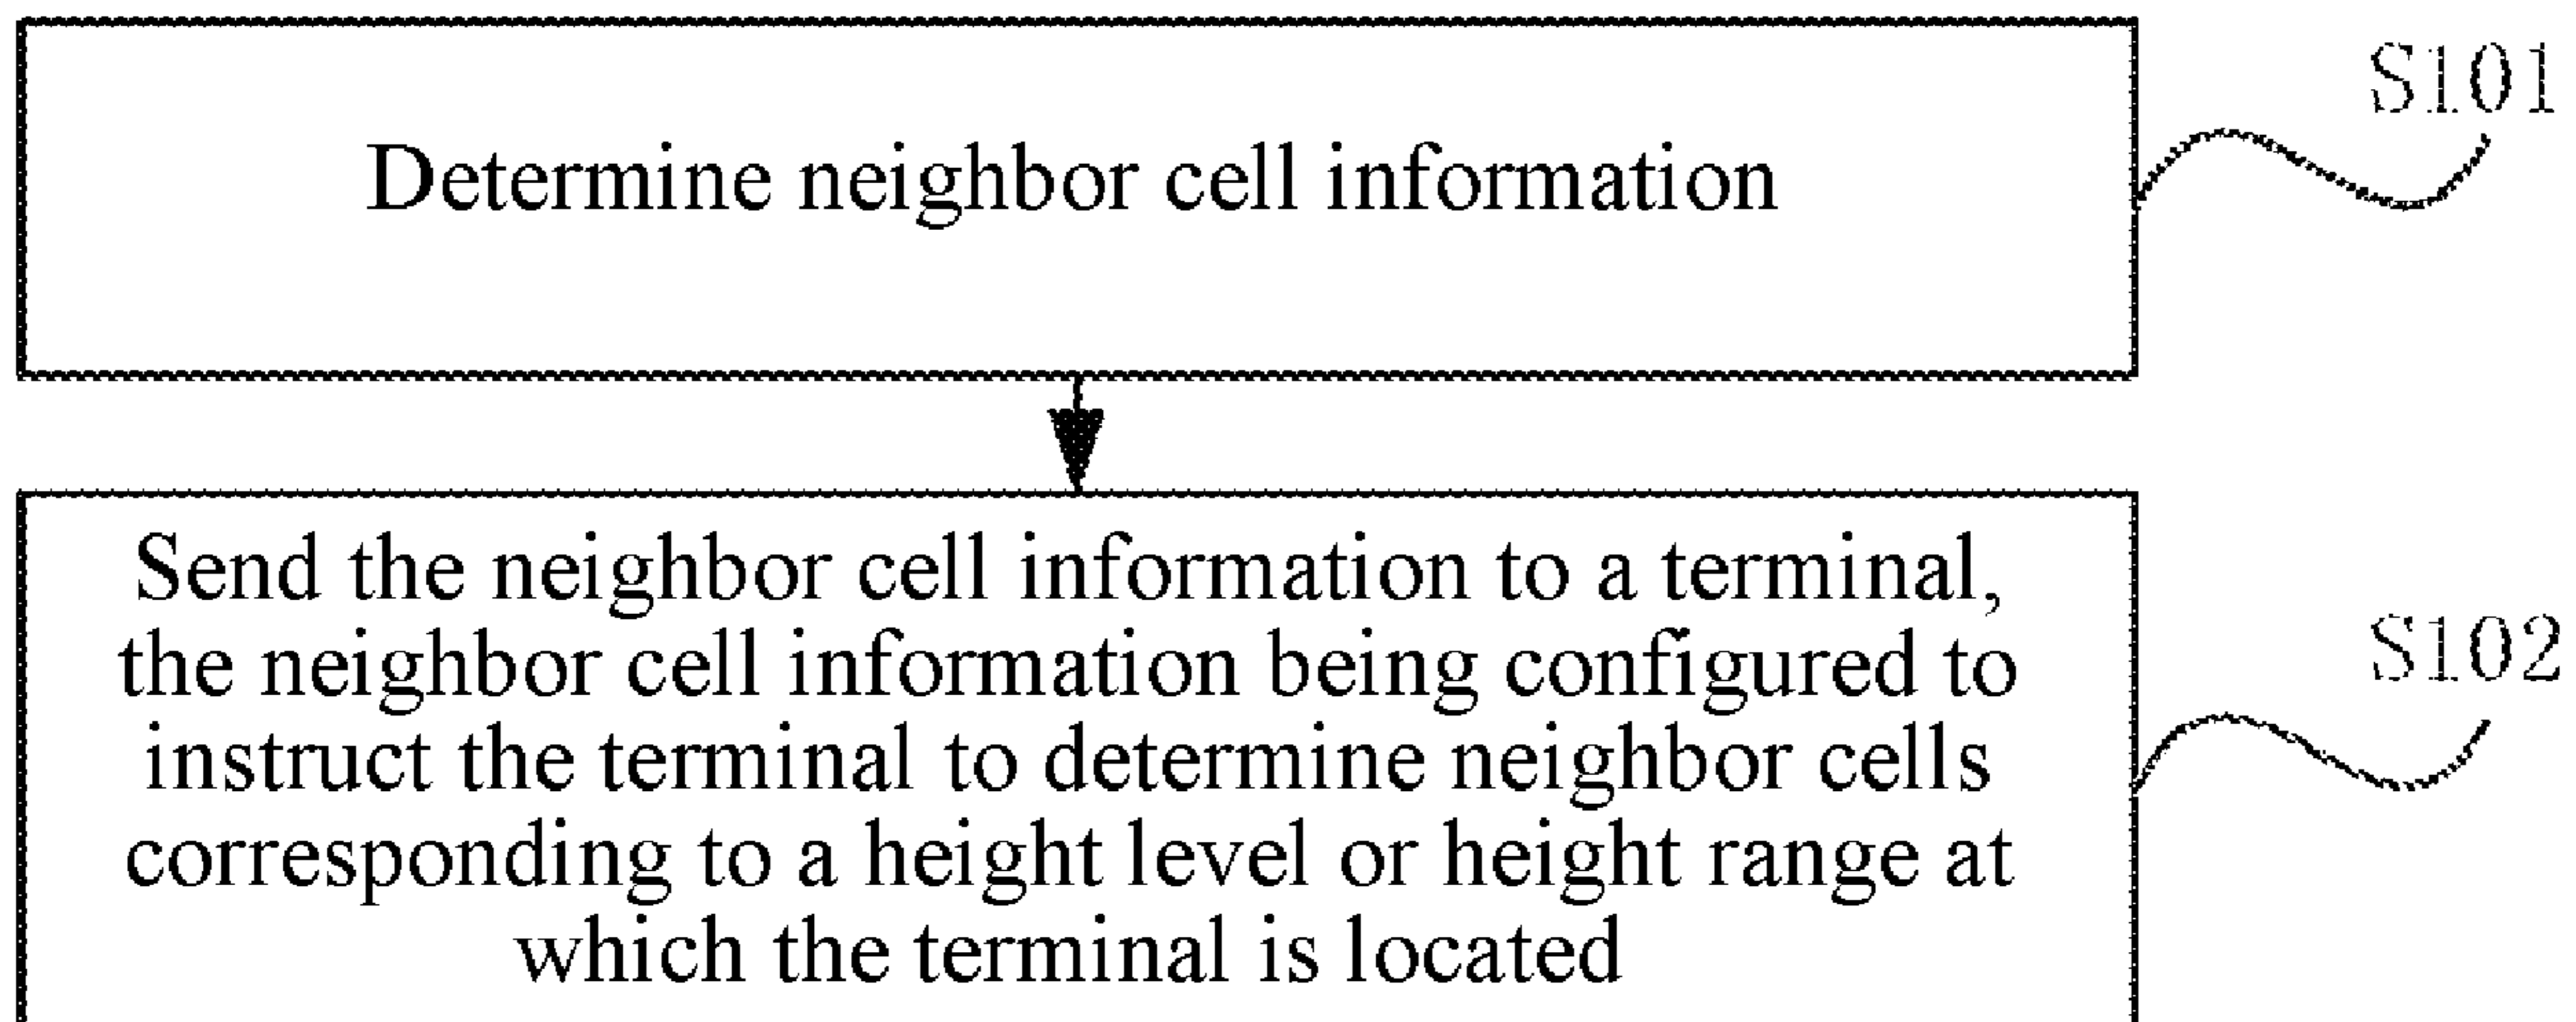 Determine neighbor cell information
S101
Send the neighbor cell information to a terminal,
the neighbor cell information being configured to
instruct the terminal to determine neighbor cells
corresponding to a height level or height range at
which the terminal is located
S102